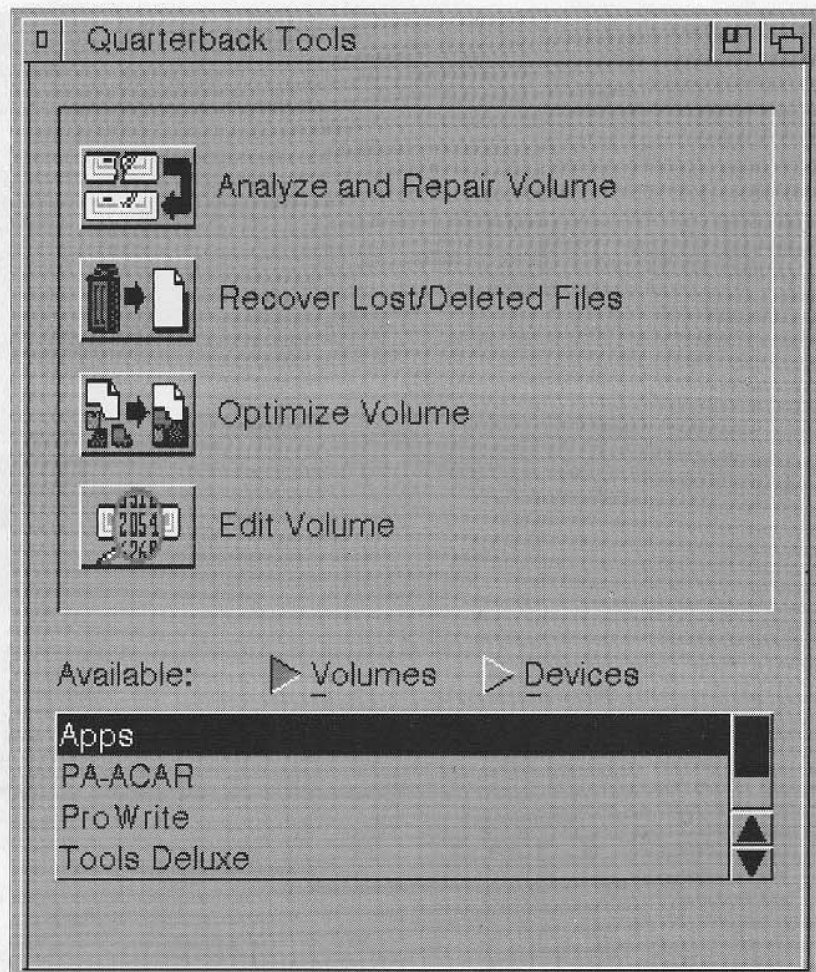 Quarterback Tools
Analyze and Repair Volume
Recover Lost/Deleted Files
Optimize Volume
2054
Edit Volume
Available: Volumes Devices
Apps
PA-ACAR
ProWrite
Tools Deluxe